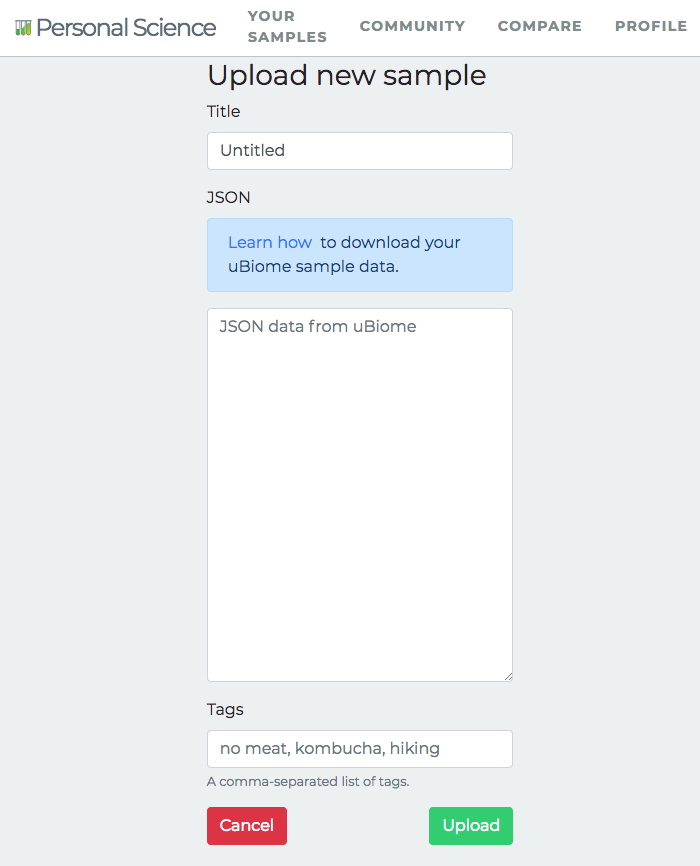 Personal Science
YOUR
SAMPLES
COMMUNITY
COMPARE
PROFILE
Upload new sample
Title
Untitled
JSON
Learn how to download your
uBiome sample data.
JSON data from uBiome
Tags
no meat, kombucha, hiking
A comma-separated list of tags.
Cancel
Upload